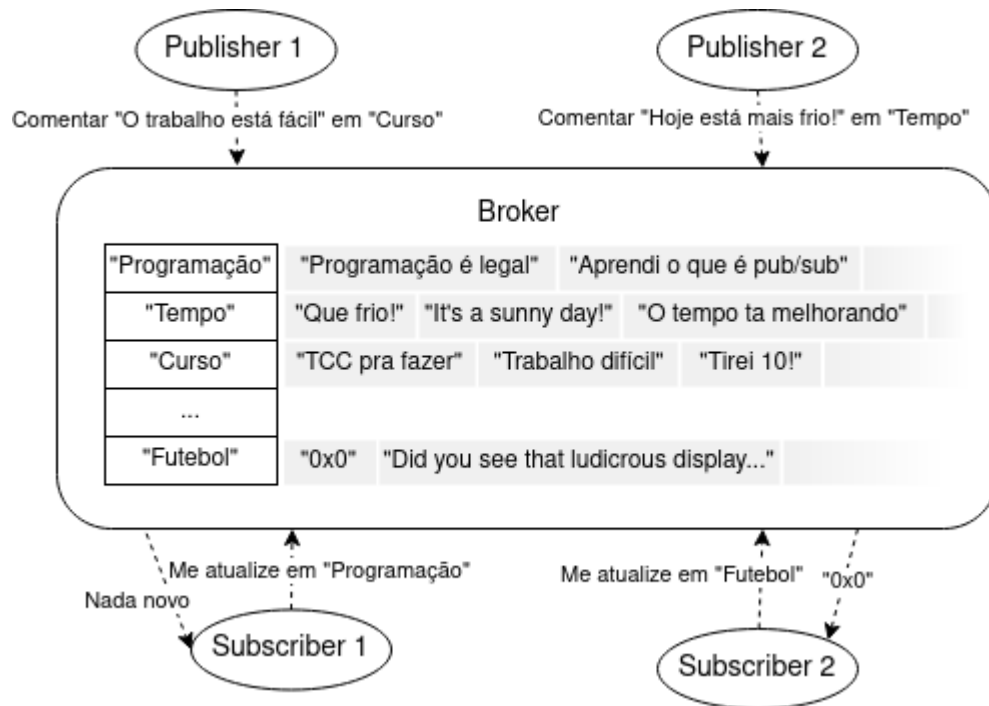 Publisher 1
Publisher 2
Comentar "O trabalho está fácil" em "Curso"
Comentar "Hoje está mais frio!" em "Tempo"
Broker
"Programação" "Programação é legal" "Aprendi o que é pub/sub"
"Tempo" "Que frio!" "It's a sunny day!" "O tempo ta melhorando"
"Curso" "TCC pra fazer" "Trabalho difícil" "Tirei 10!"
...
"Futebol" "0x0" "Did you see that ludicrous display..."
Me atualize em "Programação"
Me atualize em "Futebol"
"0x0"
Nada novo
Subscriber 1
Subscriber 2